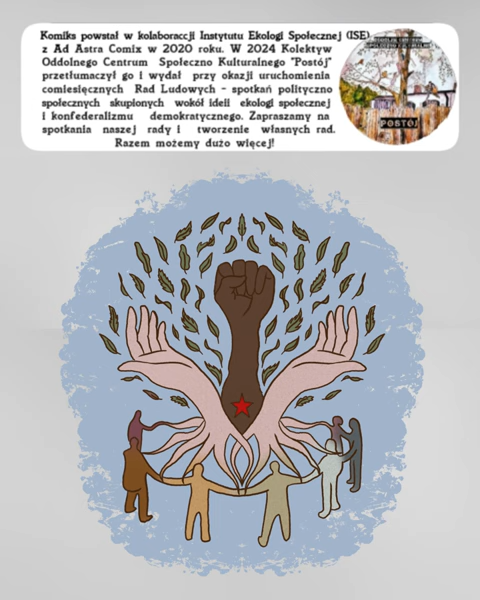 Komiks powstał w kolaboraccji Instytutu Ekologi Społecznej (ISE)
z Ad Astra Comix w 2020 roku. W 2024 Kolektyw
Oddolnego Centrum Społeczno Kulturalnego "Postój"
przetłumaczył go i wydał przy okazji uruchomienia
comiesięcznych Rad Ludowych - spotkań polityczno
społecznych skupionych wokół ideii ekologi społecznej
i konfederalizmu demokratycznego. Zapraszamy na
spotkania naszej rady i tworzenie własnych rad.
Razem możemy dużo więcej!
POSTÓJ